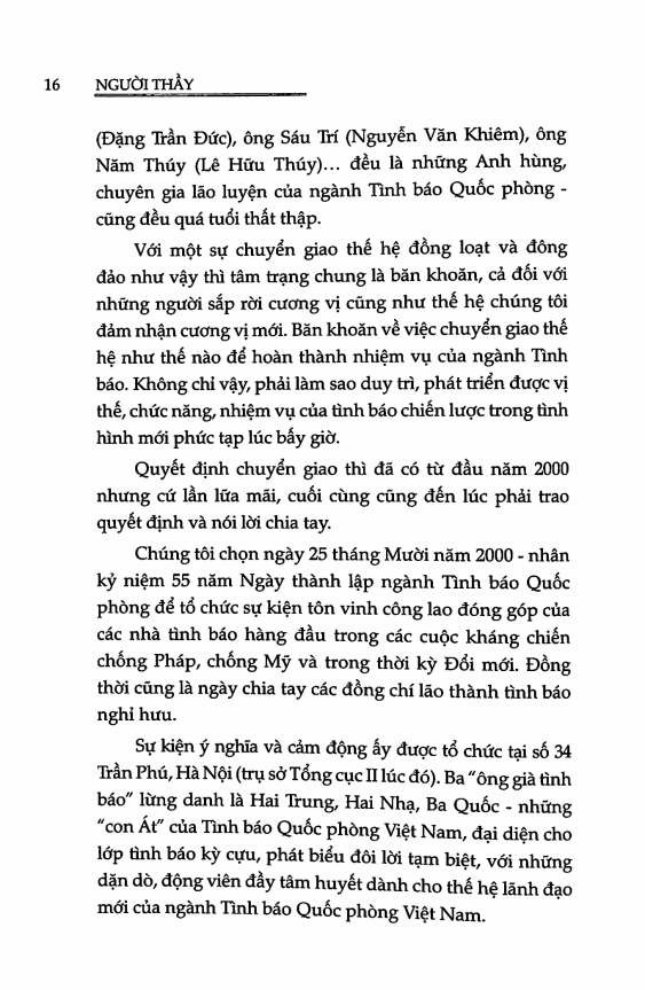 16 NGƯỜI THẦY
(Đặng Trần Đức), ông Sáu Trí (Nguyễn Văn Khiêm), ông
Năm Thúy (Lê Hữu Thúy)... đều là những Anh hùng,
chuyên gia lão luyện của ngành Tình báo Quốc phòng -
cũng đều quá tuổi thất thập.
Với một sự chuyển giao thế hệ đồng loạt và đông
đảo như vậy thì tâm trạng chung là băn khoăn, cả đối với
những người sắp rời cương vị cũng như thế hệ chúng tôi
đảm nhận cương vị mới. Băn khoăn về việc chuyển giao thế
hệ như thế nào để hoàn thành nhiệm vụ của ngành Tình
báo. Không chỉ vậy, phải làm sao duy trì, phát triển được vị
thế, chức năng, nhiệm vụ của tình báo chiến lược trong tình
hình mới phức tạp lúc bấy giờ.
Quyết định chuyển giao thì đã có từ đầu năm 2000
nhưng cứ lần lữa mãi, cuối cùng cũng đến lúc phải trao
quyết định và nói lời chia tay.
Chúng tôi chọn ngày 25 tháng Mười năm 2000 - nhân
kỷ niệm 55 năm Ngày thành lập ngành Tình báo Quốc
phòng để tổ chức sự kiện tôn vinh công lao đóng góp của
các nhà tình báo hàng đầu trong các cuộc kháng chiến
chống Pháp, chống Mỹ và trong thời kỳ Đổi mới. Đồng
thời cũng là ngày chia tay các đồng chí lão thành tình báo
nghỉ hưu.
Sự kiện ý nghĩa và cảm động ấy được tổ chức tại số 34
Trần Phú, Hà Nội (trụ sở Tổng cục II lúc đó). Ba "ông già tình
báo" lừng danh là Hai Trung, Hai Nhạ, Ba Quốc - những
"con Át" của Tình báo Quốc phòng Việt Nam, đại diện cho
lớp tình báo kỳ cựu, phát biểu đôi lời tạm biệt, với những
dặn dò, động viên đầy tâm huyết dành cho thế hệ lãnh đạo
mới của ngành Tình báo Quốc phòng Việt Nam.